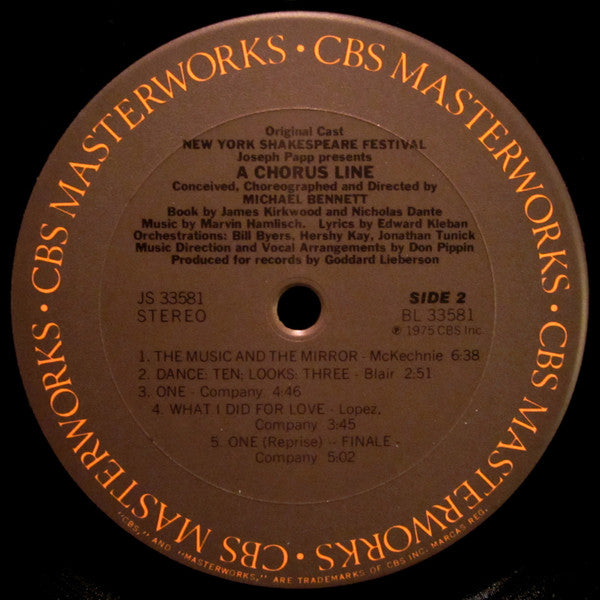 CBS MASTERWORKS • CBS MASTERWORKS • CBS MASTERWORKS • CBS MASTERWORKS • CBS MASTERWORKS •
Original Cast
NEW YORK SHAKESPEARE FESTIVAL
Joseph Papp presents
A CHORUS LINE
Conceived, Choreographed and Directed by
MICHAEL BENNETT
Book by James Kirkwood and Nicholas Dante
Music by Marvin Hamlisch. Lyrics by Edward Kleban
Orchestrations: Bill Byers, Hershy Kay, Jonathan Tunick
Music Direction and Vocal Arrangements by Don Pippin
Produced for records by Goddard Lieberson
JS 33581
STEREO
SIDE 2
BL 33581
℗ 1975 CBS Inc.
1. THE MUSIC AND THE MIRROR - McKechnie 6:38
2. DANCE: TEN; LOOKS: THREE - Blair 2:51
3. ONE - Company 4:46
4. WHAT I DID FOR LOVE - Lopez,
Company 3:45
5. ONE (Reprise) -- FINALE -
Company 5:02
"CBS," AND "MASTERWORKS," ARE TRADEMARKS OF CBS INC. MARCAS REG.